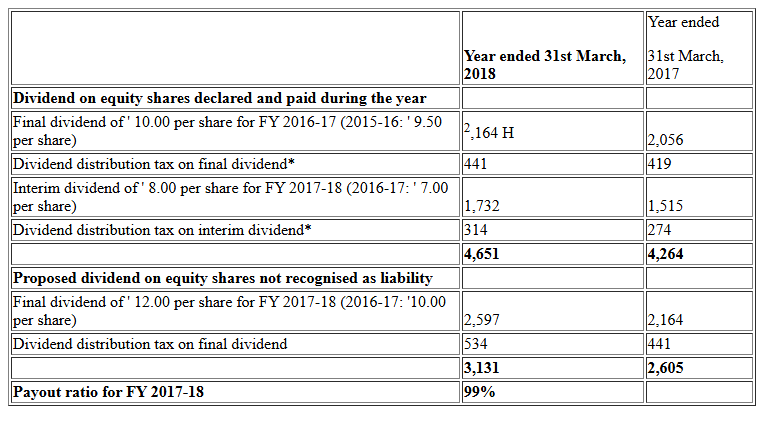 Year ended 31st March, 2018
Year ended
31st March, 2017
Dividend on equity shares declared and paid during the year
Final dividend of ' 10.00 per share for FY 2016-17 (2015-16: ' 9.50 per share)
2,164 H
2,056
Dividend distribution tax on final dividend*
441
419
Interim dividend of ' 8.00 per share for FY 2017-18 (2016-17: ' 7.00 per share)
1,732
1,515
Dividend distribution tax on interim dividend*
314
274
4,651
4,264
Proposed dividend on equity shares not recognised as liability
Final dividend of ' 12.00 per share for FY 2017-18 (2016-17: '10.00 per share)
2,597
2,164
Dividend distribution tax on final dividend
534
441
3,131
2,605
Payout ratio for FY 2017-18
99%